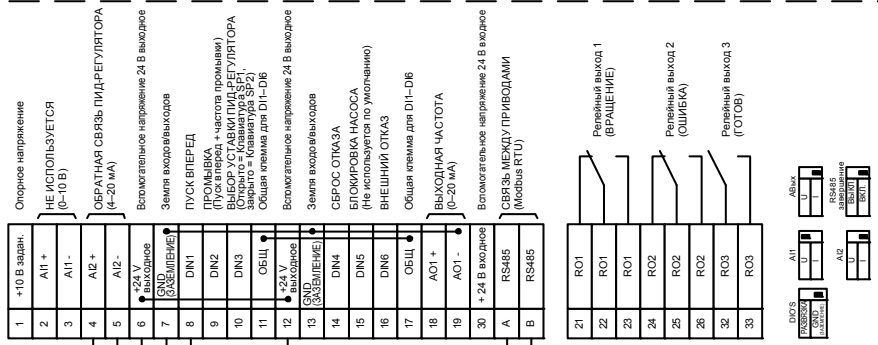 1 +10 В задан. Опорное напряжение
2 AI1 + НЕ ИСПОЛЬЗУЕТСЯ
3 AI1 - (0–10 В)
4 AI2 + ОБРАТНАЯ СВЯЗЬ ПИД-РЕГУЛЯТОРА
5 AI2 - (4–20 мА)
6 +24 V выходное Вспомогательное напряжение 24 В выходное
7 GND (ЗАЗЕМЛЕНИЕ) Земля входов/выходов
8 DIN1 ПУСК ВПЕРЕД
9 DIN2 ПРОМЫВКА
(Пуск вперед + частота промывки)
10 DIN3 ВЫБОР УСТАВКИ ПИД-РЕГУЛЯТОРА
(Открыто = Клавиатура SP1,
закрыто = Клавиатура SP2)
11 ОБЩ Общая клемма для DI1–DI6
12 +24 V выходное Вспомогательное напряжение 24 В выходное
13 GND (ЗАЗЕМЛЕНИЕ) Земля входов/выходов
14 DIN4 СБРОС ОТКАЗА
15 DIN5 БЛОКИРОВКА НАСОСА
(Не используется по умолчанию)
16 DIN6 ВНЕШНИЙ ОТКАЗ
17 ОБЩ Общая клемма для DI1–DI6
18 AO1 + ВЫХОДНАЯ ЧАСТОТА
19 AO1 - (0–20 мА)
30 + 24 В входное Вспомогательное напряжение 24 В входное
A RS485 СВЯЗЬ МЕЖДУ ПРИВОДАМИ
B RS485 (Modbus RTU)
21 RO1
22 RO1
23 RO1
Релейный выход 1
(ВРАЩЕНИЕ)
24 RO2
25 RO2
26 RO2
Релейный выход 2
(ОШИБКА)
32 RO3
33 RO3
Релейный выход 3
(ГОТОВ)
DIO'S
РАЗВЯЗКА
GND
(ЗАЗЕМЛЕНИЕ)
AI1
U
I
AI2
U
I
АВых
U
I
RS485
завершение
ВЫКЛ
ВКЛ.